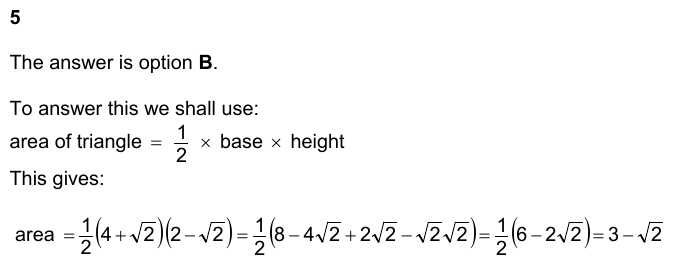 5
The answer is option B.
To answer this we shall use:
area of triangle = 1/2 × base × height
This gives:
area = 1/2(4+√2)(2−√2) = 1/2(8−4√2+2√2−√2√2) = 1/2(6−2√2) = 3−√2